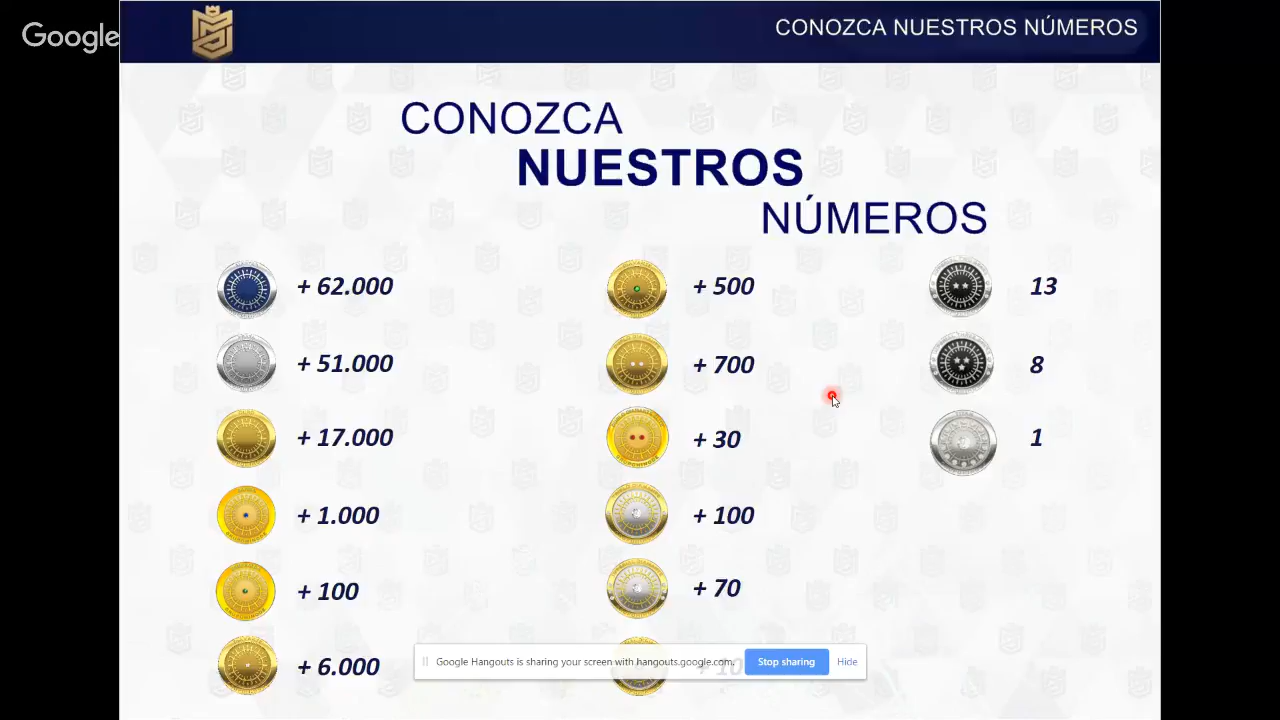 Google
CONOZCA NUESTROS NÚMEROS
CONOZCA
NUESTROS
NÚMEROS
+ 62.000
+ 500
13
+ 51.000
+ 700
8
+ 17.000
+ 30
1
+ 1.000
+ 100
+ 100
+ 70
+ 6.000
Google Hangouts is sharing your screen with hangouts.google.com.
Stop sharing
Hide